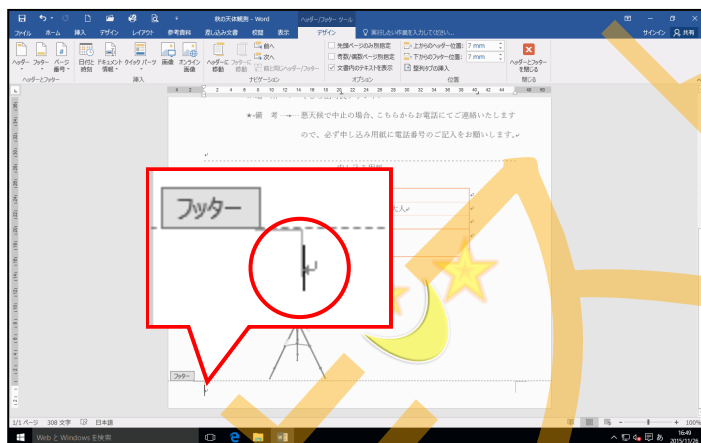 秋の天体観測 - Word
ヘッダー/フッター ツール
ファイル ホーム 挿入 デザイン レイアウト 参考資料 差し込み文書 校閲 表示 デザイン 実行したい作業を入力してください... サインイン 共有
ヘッダー フッター ページ番号 日付と時刻 ドキュメント情報 クイック パーツ 画像 オンライン画像 ヘッダーに移動 フッターに移動
前へ
次へ
前と同じヘッダー/フッター
先頭ページのみ別指定
奇数/偶数ページ別指定
文書内のテキストを表示
上からのヘッダー位置: 7 mm
下からのフッター位置: 7 mm
整列タブの挿入
ヘッダーとフッターを閉じる
ヘッダーとフッター 挿入 ナビゲーション オプション 位置 閉じる
★備 考 → 悪天候で中止の場合、こちらからお電話にてご連絡いたします
ので、必ず申し込み用紙に電話番号のご記入をお願いします。
大人
フッター
フッター
1/1 ページ 308 文字 日本語 100%
Web と Windows を検索
16:49
2015/11/26